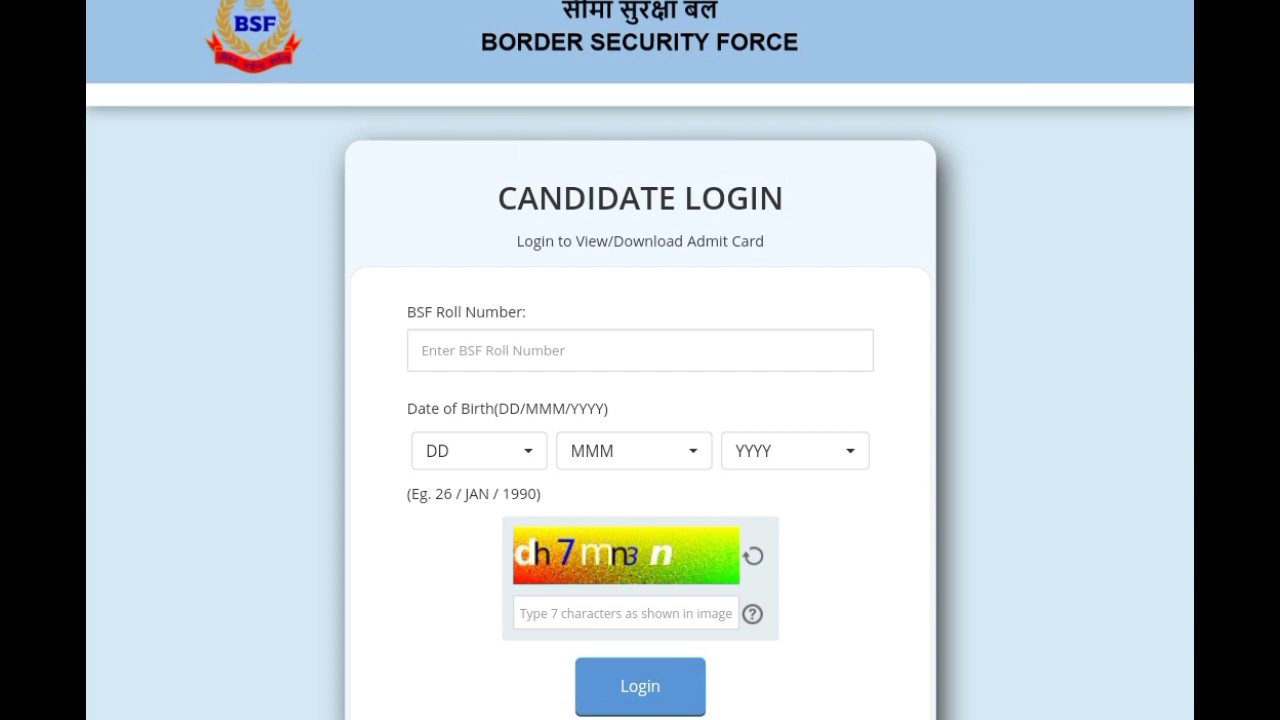 सीमा सुरक्षा बल
BSF
BORDER SECURITY FORCE
CANDIDATE LOGIN
Login to View/Download Admit Card
BSF Roll Number:
Enter BSF Roll Number
Date of Birth(DD/MMM/YYYY)
DD MMM YYYY
(Eg. 26 / JAN / 1990)
dh7mn3n
Type 7 characters as shown in image
Login